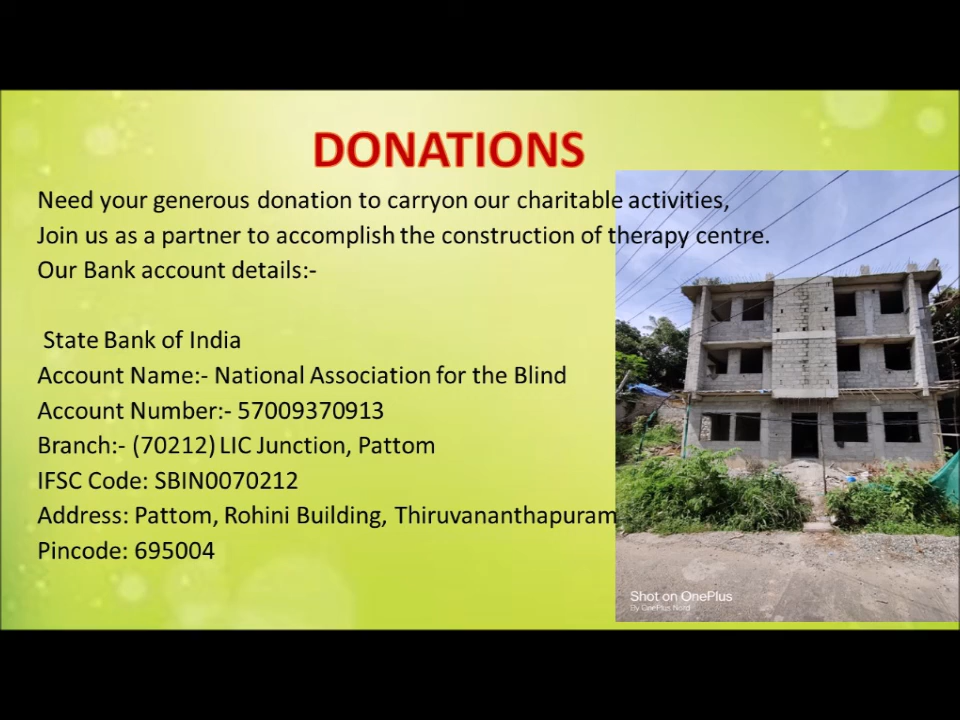 DONATIONS
Need your generous donation to carryon our charitable activities,
Join us as a partner to accomplish the construction of therapy centre.
Our Bank account details:-
State Bank of India
Account Name:- National Association for the Blind
Account Number:- 57009370913
Branch:- (70212) LIC Junction, Pattom
IFSC Code: SBIN0070212
Address: Pattom, Rohini Building, Thiruvananthapuram
Pincode: 695004
Shot on OnePlus
By OnePlus Nord